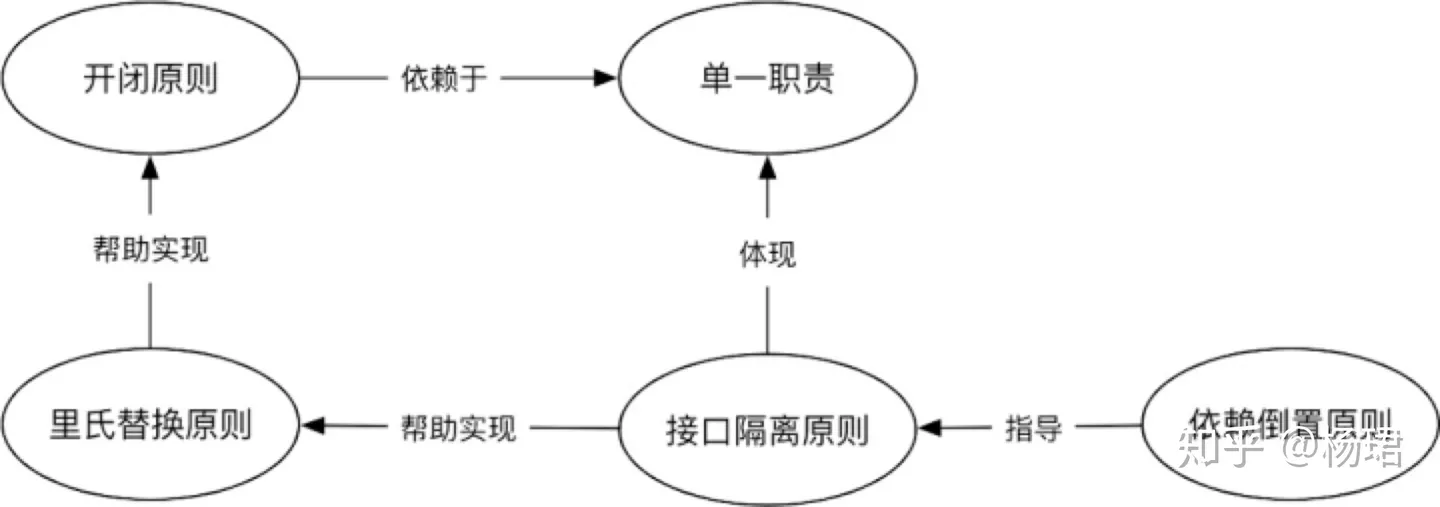 开闭原则
依赖于
单一职责
帮助实现
体现
里氏替换原则
帮助实现
接口隔离原则
指导
依赖倒置原则
知乎 @杨珺